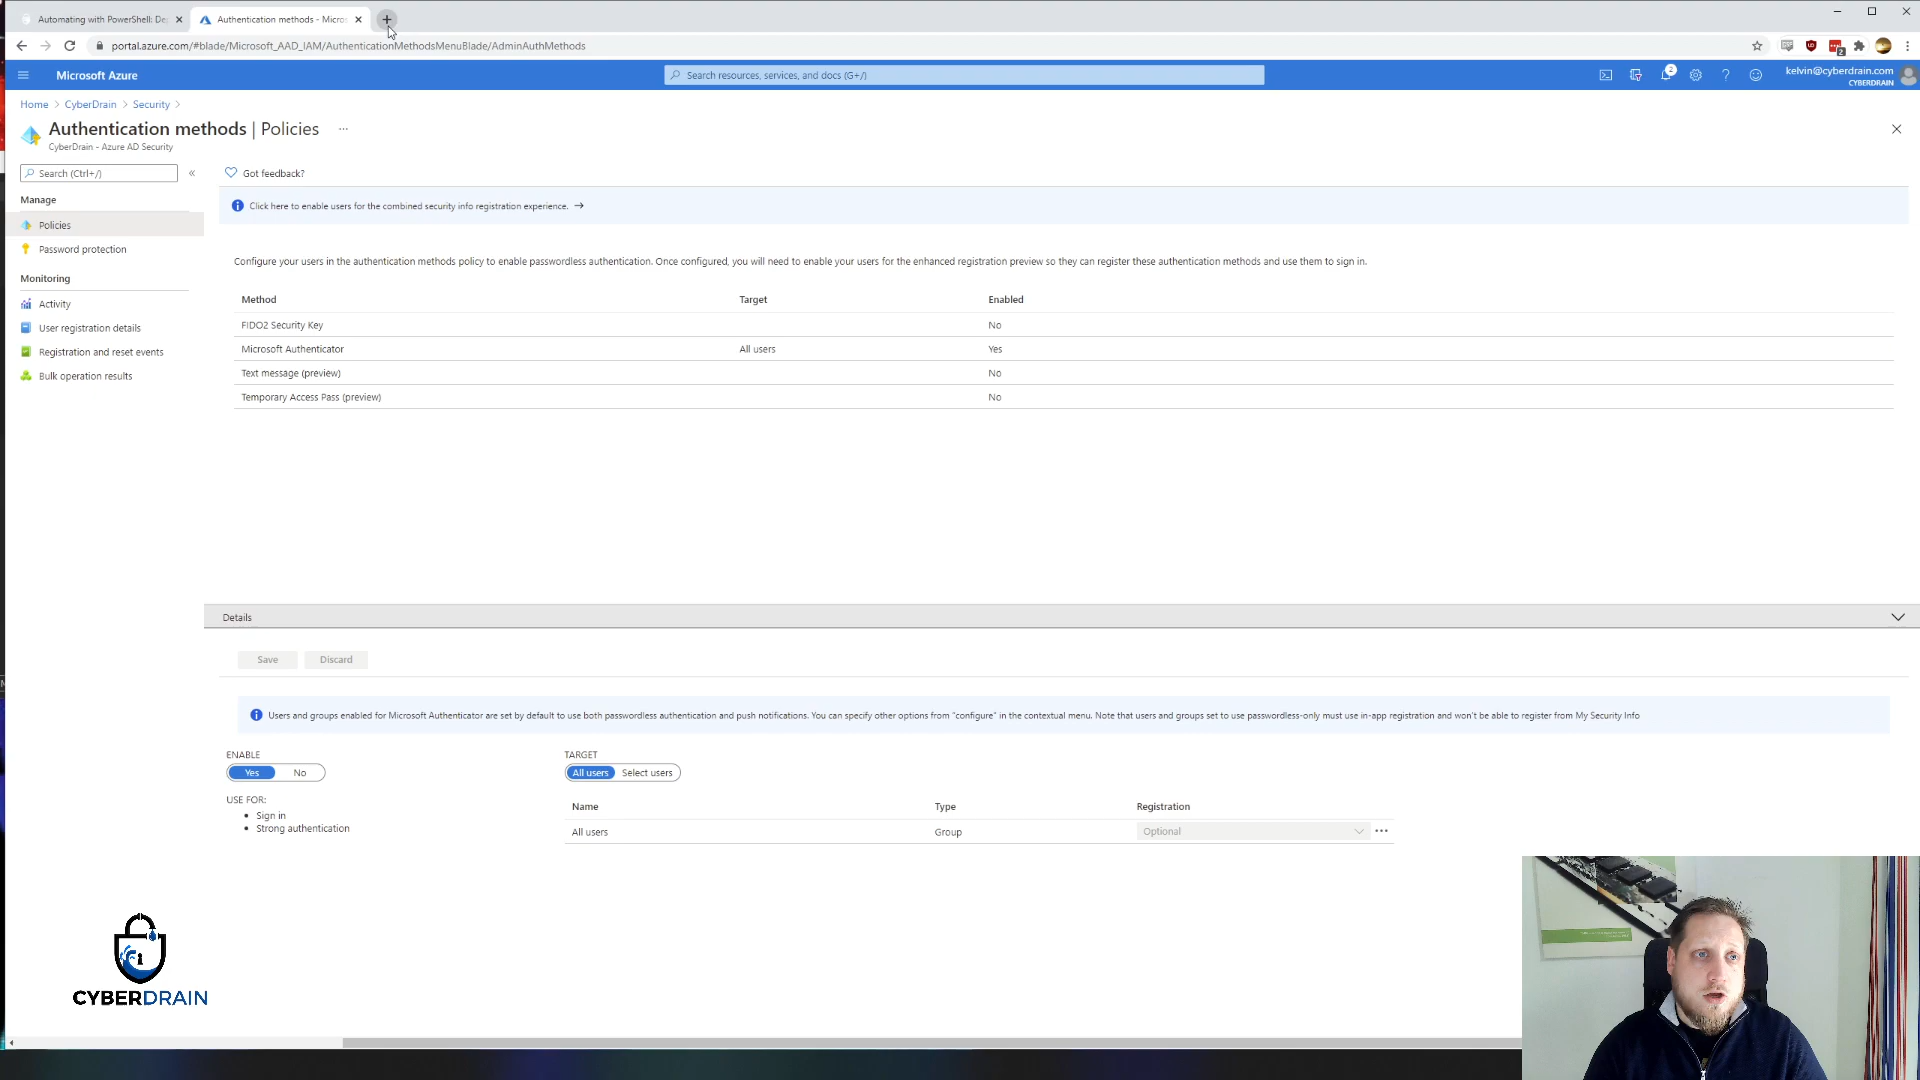 Automating with PowerShell: De
Authentication methods - Micros
portal.azure.com/#blade/Microsoft_AAD_IAM/AuthenticationMethodsMenuBlade/AdminAuthMethods
Microsoft Azure
Search resources, services, and docs (G+/)
2
kelvin@cyberdrain.com
CYBERDRAIN
Home > CyberDrain > Security >
Authentication methods | Policies ...
CyberDrain - Azure AD Security
Search (Ctrl+/)
«
Got feedback?
Manage
Policies
Password protection
Monitoring
Activity
User registration details
Registration and reset events
Bulk operation results
Click here to enable users for the combined security info registration experience. →
Configure your users in the authentication methods policy to enable passwordless authentication. Once configured, you will need to enable your users for the enhanced registration preview so they can register these authentication methods and use them to sign in.
Method Target Enabled
FIDO2 Security Key No
Microsoft Authenticator All users Yes
Text message (preview) No
Temporary Access Pass (preview) No
Details
Save Discard
Users and groups enabled for Microsoft Authenticator are set by default to use both passwordless authentication and push notifications. You can specify other options from "configure" in the contextual menu. Note that users and groups set to use passwordless-only must use in-app registration and won't be able to register from My Security Info
ENABLE
Yes No
USE FOR:
• Sign in
• Strong authentication
TARGET
All users Select users
Name Type Registration
All users Group Optional ...
CYBERDRAIN